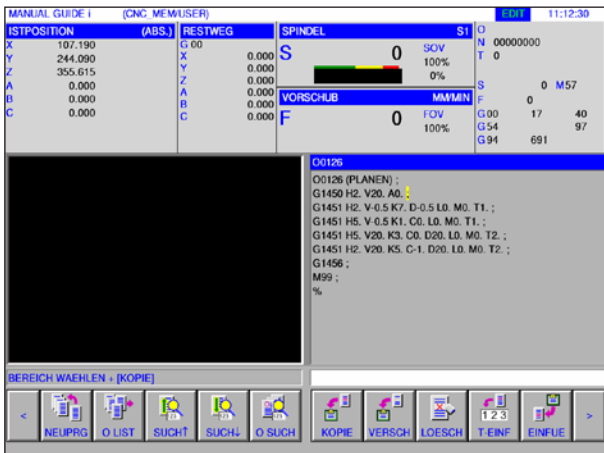 MANUAL GUIDE i (CNC_MEM/USER) EDIT 11:12:30
ISTPOSITION (ABS.)
X 107.190
Y 244.090
Z 355.615
A 0.000
B 0.000
C 0.000
RESTWEG
G 00
X 0.000
Y 0.000
Z 0.000
A 0.000
B 0.000
C 0.000
SPINDEL S1
S 0 SOV
100%
0%
VORSCHUB MM/MIN
F 0 FOV
100%
O
N 00000000
T 0
S 0 M57
F 0
G00 17 40
G54 97
G94 691
O0126
O0126 (PLANEN) ;
G1450 H2. V20. A0. ;
G1451 H2. V-0.5 K7. D-0.5 L0. M0. T1. ;
G1451 H5. V-0.5 K1. C0. L0. M0. T1. ;
G1451 H5. V20. K3. C0. D20. L0. M0. T2. ;
G1451 H2. V20. K5. C-1. D20. L0. M0. T2. ;
G1456 ;
M99 ;
%
BEREICH WAEHLEN + [KOPIE]
< NEUPRG O LIST SUCH↑ SUCH↓ O SUCH KOPIE VERSCH LOESCH T-EINF EINFUE >
123